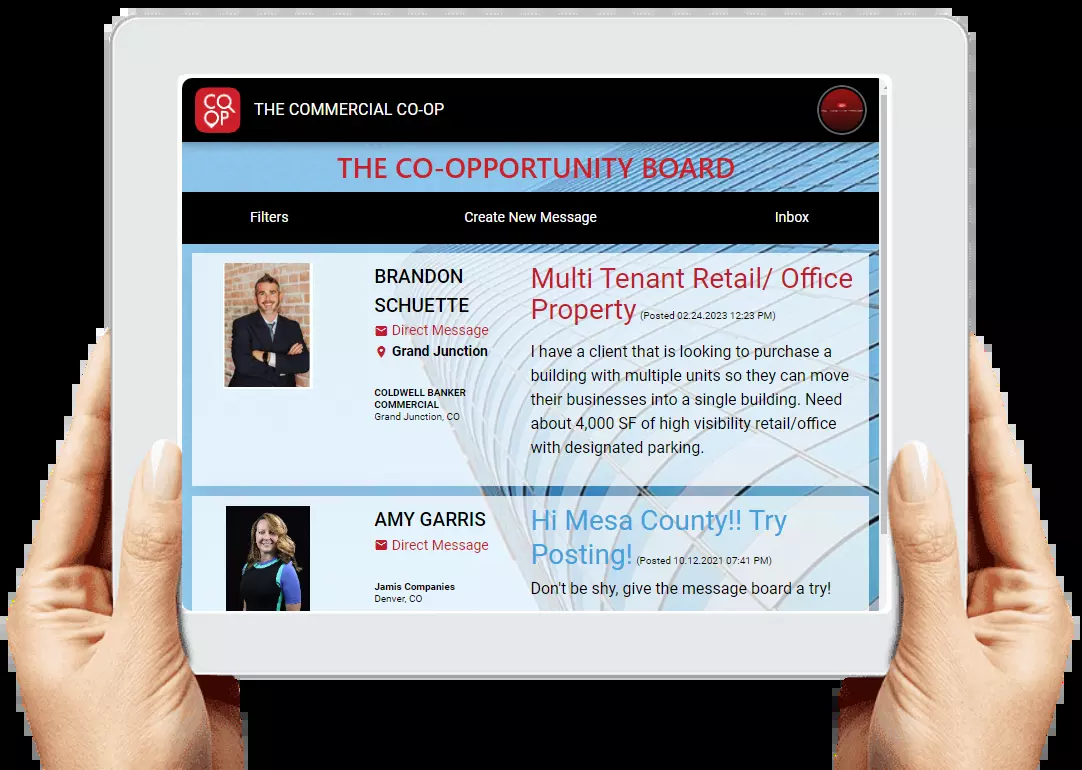 CO
OP
THE COMMERCIAL CO-OP
THE CO-OPPORTUNITY BOARD
Filters
Create New Message
Inbox
BRANDON
SCHUETTE
Direct Message
Grand Junction
COLDWELL BANKER
COMMERCIAL
Grand Junction, CO
Multi Tenant Retail/ Office
Property (Posted 02.24.2023 12:23 PM)
I have a client that is looking to purchase a
building with multiple units so they can move
their businesses into a single building. Need
about 4,000 SF of high visibility retail/office
with designated parking.
AMY GARRIS
Direct Message
Jamis Companies
Denver, CO
Hi Mesa County!! Try
Posting! (Posted 10.12.2021 07:41 PM)
Don't be shy, give the message board a try!